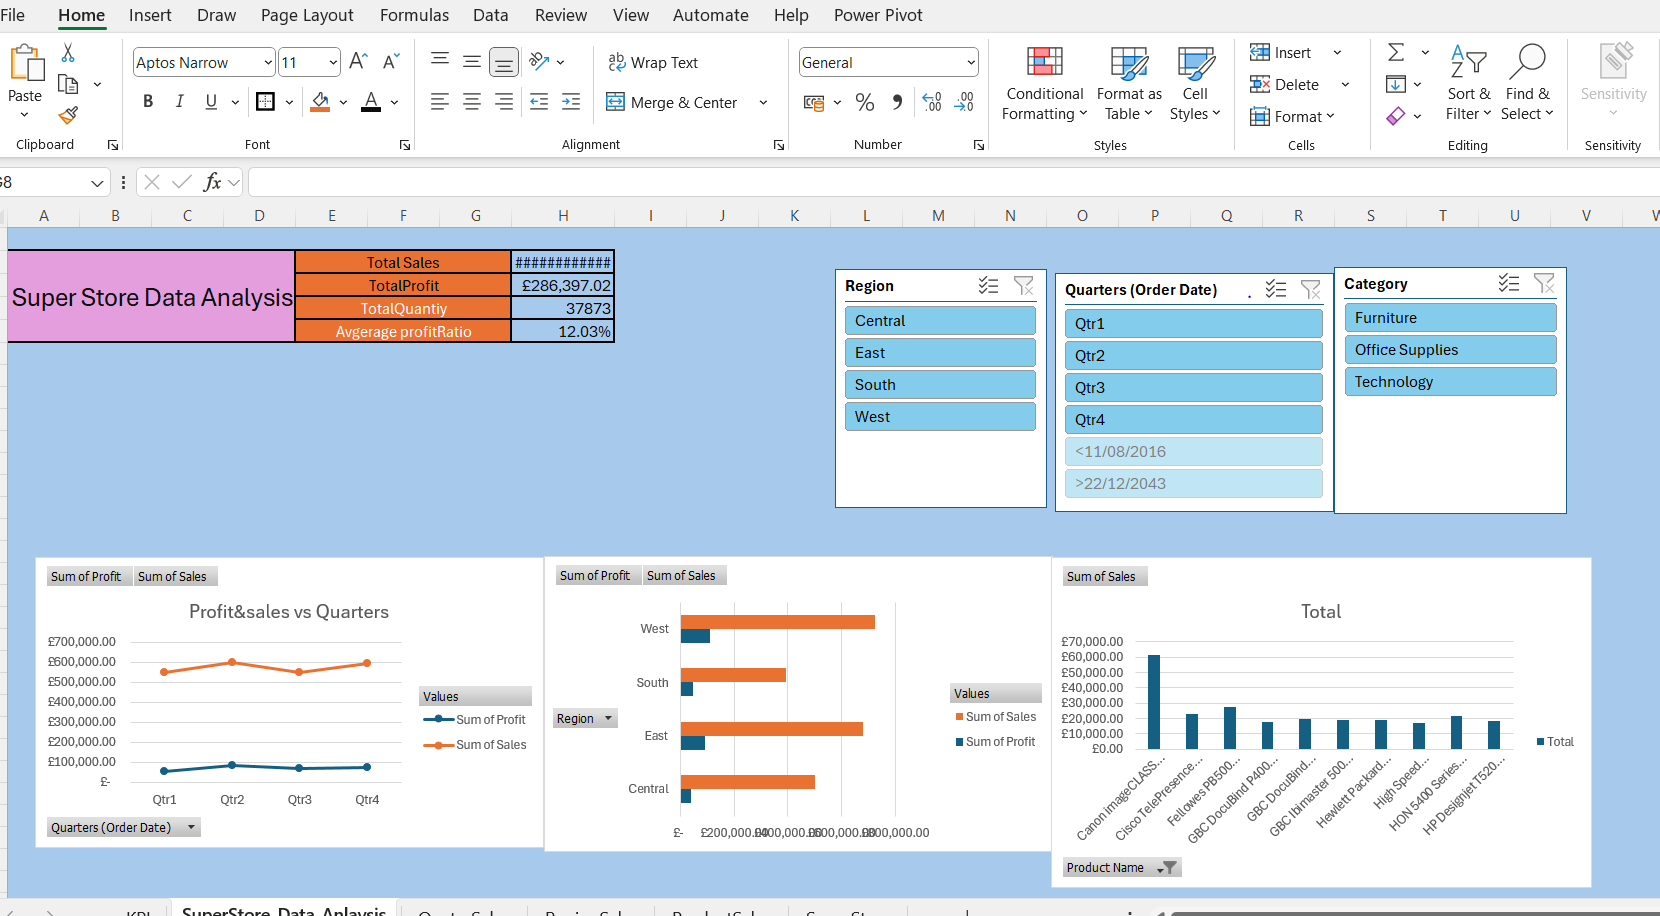 File Home Insert Draw Page Layout Formulas Data Review View Automate Help Power Pivot
Aptos Narrow 11 Wrap Text General Insert
Paste B I U Merge & Center % Conditional Formatting Format as Table Cell Styles Delete Format Sort & Filter Find & Select Sensitivity
Clipboard Font Alignment Number Styles Cells Editing Sensitivity
G8 fx
A B C D E F G H I J K L M N O P Q R S T U V W
Super Store Data Analysis
Total Sales ############
TotalProfit £286,397.02
TotalQuantiy 37873
Avgerage profitRatio 12.03%
Region
Central
East
South
West
Quarters (Order Date)
Qtr1
Qtr2
Qtr3
Qtr4
<11/08/2016
>22/12/2043
Category
Furniture
Office Supplies
Technology
Sum of Profit Sum of Sales
Profit&sales vs Quarters
£700,000.00
£600,000.00
£500,000.00
£400,000.00
£300,000.00
£200,000.00
£100,000.00
£-
Qtr1 Qtr2 Qtr3 Qtr4
Values
Sum of Profit
Sum of Sales
Quarters (Order Date)
Sum of Profit Sum of Sales
West
South
East
Central
Region
£- £200,000.00 £400,000.00 £600,000.00 £800,000.00
Values
Sum of Sales
Sum of Profit
Sum of Sales
Total
£70,000.00
£60,000.00
£50,000.00
£40,000.00
£30,000.00
£20,000.00
£10,000.00
£0.00
Canon imageCLASS...
Cisco TelePresence...
Fellowes PB500...
GBC DocuBind P400...
GBC DocuBind...
GBC Ibimaster 500...
Hewlett Packard...
High Speed...
HON 5400 Series...
HP Designjet T520...
Total
Product Name
KPI SuperStore Data Anlaysis